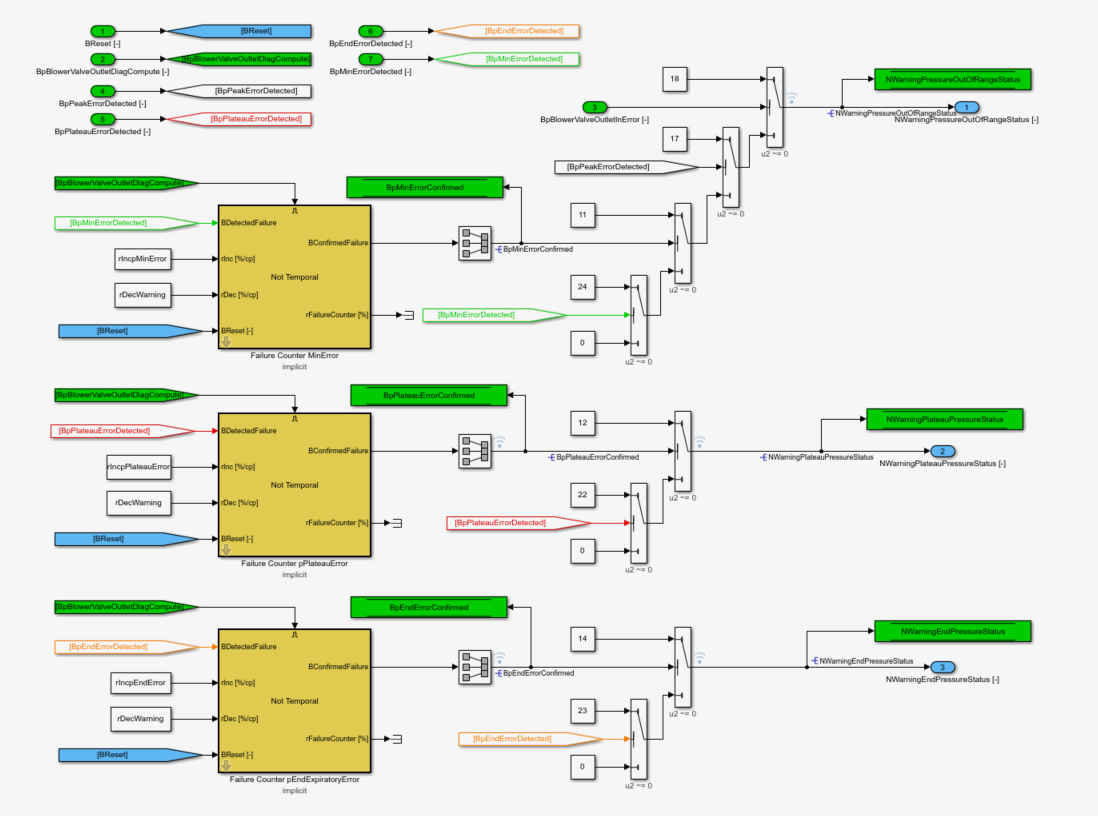 1
[BReset]
BReset [-]
2
[BpBlowerValveOutletDiagCompute]
BpBlowerValveOutletDiagCompute [-]
4
[BpPeakErrorDetected]
BpPeakErrorDetected [-]
5
[BpPlateauErrorDetected]
BpPlateauErrorDetected [-]
6
[BpEndErrorDetected]
BpEndErrorDetected [-]
7
[BpMinErrorDetected]
BpMinErrorDetected [-]
18
NWarningPressureOutOfRangeStatus
3
BpBlowerValveOutletInError [-]
NWarningPressureOutOfRangeStatus
1
NWarningPressureOutOfRangeStatus [-]
17
u2 ~= 0
[BpPeakErrorDetected]
u2 ~= 0
[BpBlowerValveOutletDiagCompute]
BpMinErrorConfirmed
[BpMinErrorDetected]
BDetectedFailure
rIncpMinError
rInc [%/cp]
BConfirmedFailure
Not Temporal
rDecWarning
rDec [%/cp]
rFailureCounter [%]
[BReset]
BReset [-]
Failure Counter MinError
implicit
BpMinErrorConfirmed
11
u2 ~= 0
24
[BpMinErrorDetected]
0
u2 ~= 0
[BpBlowerValveOutletDiagCompute]
BpPlateauErrorConfirmed
[BpPlateauErrorDetected]
BDetectedFailure
rIncpPlateauError
rInc [%/cp]
BConfirmedFailure
Not Temporal
rDecWarning
rDec [%/cp]
rFailureCounter [%]
[BReset]
BReset [-]
Failure Counter pPlateauError
implicit
BpPlateauErrorConfirmed
12
u2 ~= 0
22
[BpPlateauErrorDetected]
0
u2 ~= 0
NWarningPlateauPressureStatus
NWarningPlateauPressureStatus
2
NWarningPlateauPressureStatus [-]
[BpBlowerValveOutletDiagCompute]
BpEndErrorConfirmed
[BpEndErrorDetected]
BDetectedFailure
rIncpEndError
rInc [%/cp]
BConfirmedFailure
Not Temporal
rDecWarning
rDec [%/cp]
rFailureCounter [%]
[BReset]
BReset [-]
Failure Counter pEndExpiratoryError
implicit
BpEndErrorConfirmed
14
u2 ~= 0
23
[BpEndErrorDetected]
0
u2 ~= 0
NWarningEndPressureStatus
NWarningEndPressureStatus
3
NWarningEndPressureStatus [-]